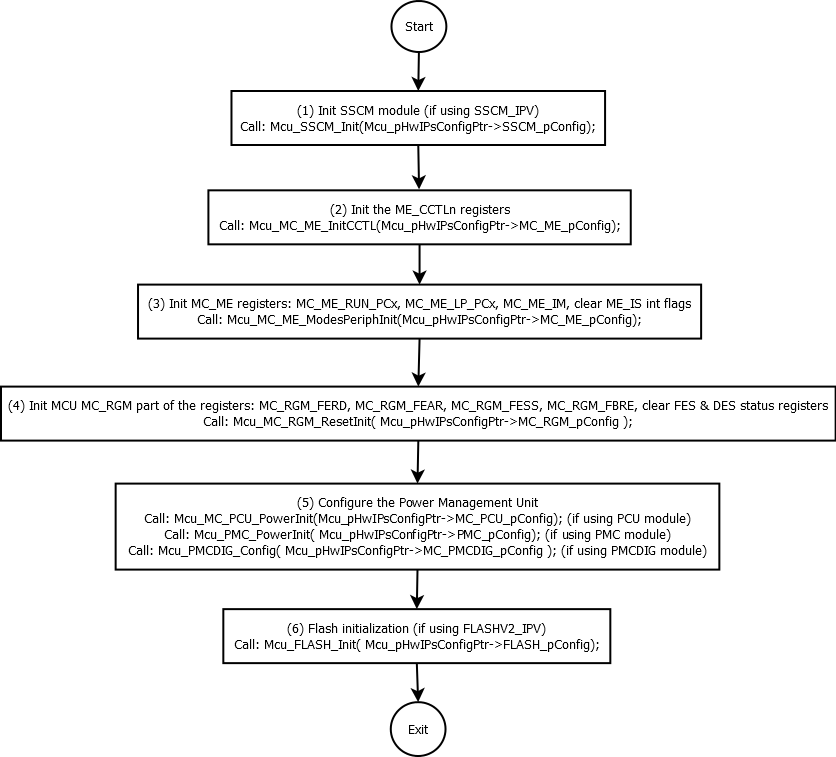 Start
(1) Init SSCM module (if using SSCM_IPV)
Call: Mcu_SSCM_Init(Mcu_pHwIPsConfigPtr->SSCM_pConfig);
(2) Init the ME_CCTLn registers
Call: Mcu_MC_ME_InitCCTL(Mcu_pHwIPsConfigPtr->MC_ME_pConfig);
(3) Init MC_ME registers: MC_ME_RUN_PCx, MC_ME_LP_PCx, MC_ME_IM, clear ME_IS int flags
Call: Mcu_MC_ME_ModesPeriphInit(Mcu_pHwIPsConfigPtr->MC_ME_pConfig);
(4) Init MCU MC_RGM part of the registers: MC_RGM_FERD, MC_RGM_FEAR, MC_RGM_FESS, MC_RGM_FBRE, clear FES & DES status registers
Call: Mcu_MC_RGM_ResetInit( Mcu_pHwIPsConfigPtr->MC_RGM_pConfig );
(5) Configure the Power Management Unit
Call: Mcu_MC_PCU_PowerInit(Mcu_pHwIPsConfigPtr->MC_PCU_pConfig); (if using PCU module)
Call: Mcu_PMC_PowerInit( Mcu_pHwIPsConfigPtr->PMC_pConfig); (if using PMC module)
Call: Mcu_PMCDIG_Config( Mcu_pHwIPsConfigPtr->MC_PMCDIG_pConfig ); (if using PMCDIG module)
(6) Flash initialization (if using FLASHV2_IPV)
Call: Mcu_FLASH_Init( Mcu_pHwIPsConfigPtr->FLASH_pConfig);
Exit